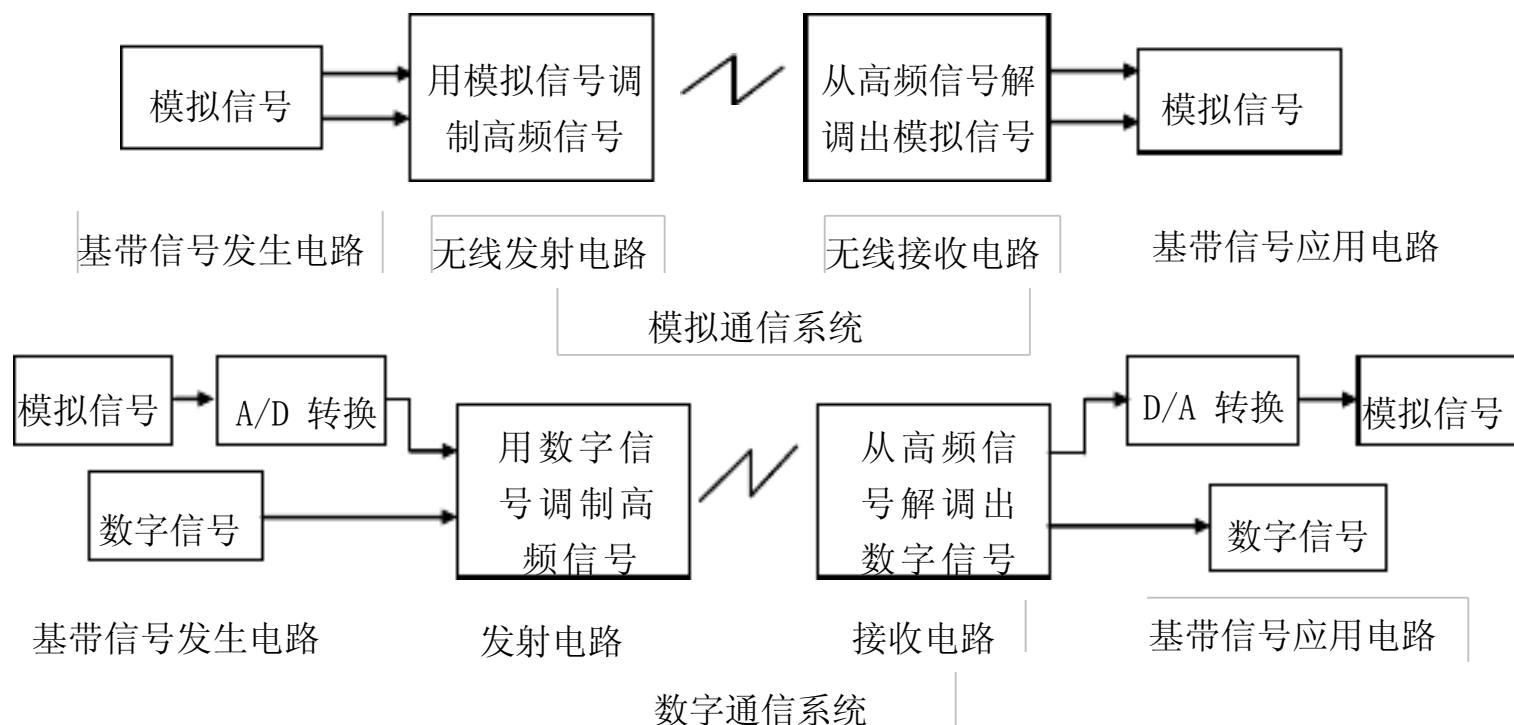 模拟信号
用模拟信号调
制高频信号
从高频信号解
调出模拟信号
模拟信号
基带信号发生电路
无线发射电路
无线接收电路
基带信号应用电路
模拟通信系统
模拟信号
A/D 转换
用数字信
号调制高
频信号
数字信号
从高频信
号解调出
数字信号
D/A 转换
模拟信号
数字信号
基带信号发生电路
发射电路
接收电路
基带信号应用电路
数字通信系统